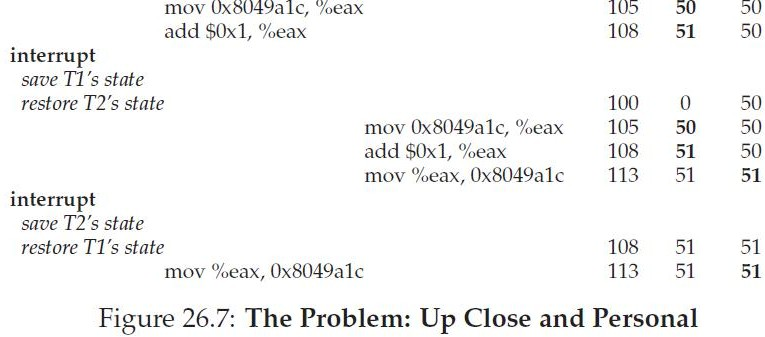 mov 0x8049a1c, %eax 105 50 50
add $0x1, %eax 108 51 50
interrupt
save T1's state
restore T2's state 100 0 50
mov 0x8049a1c, %eax 105 50 50
add $0x1, %eax 108 51 50
mov %eax, 0x8049a1c 113 51 51
interrupt
save T2's state
restore T1's state 108 51 51
mov %eax, 0x8049a1c 113 51 51
Figure 26.7: The Problem: Up Close and Personal